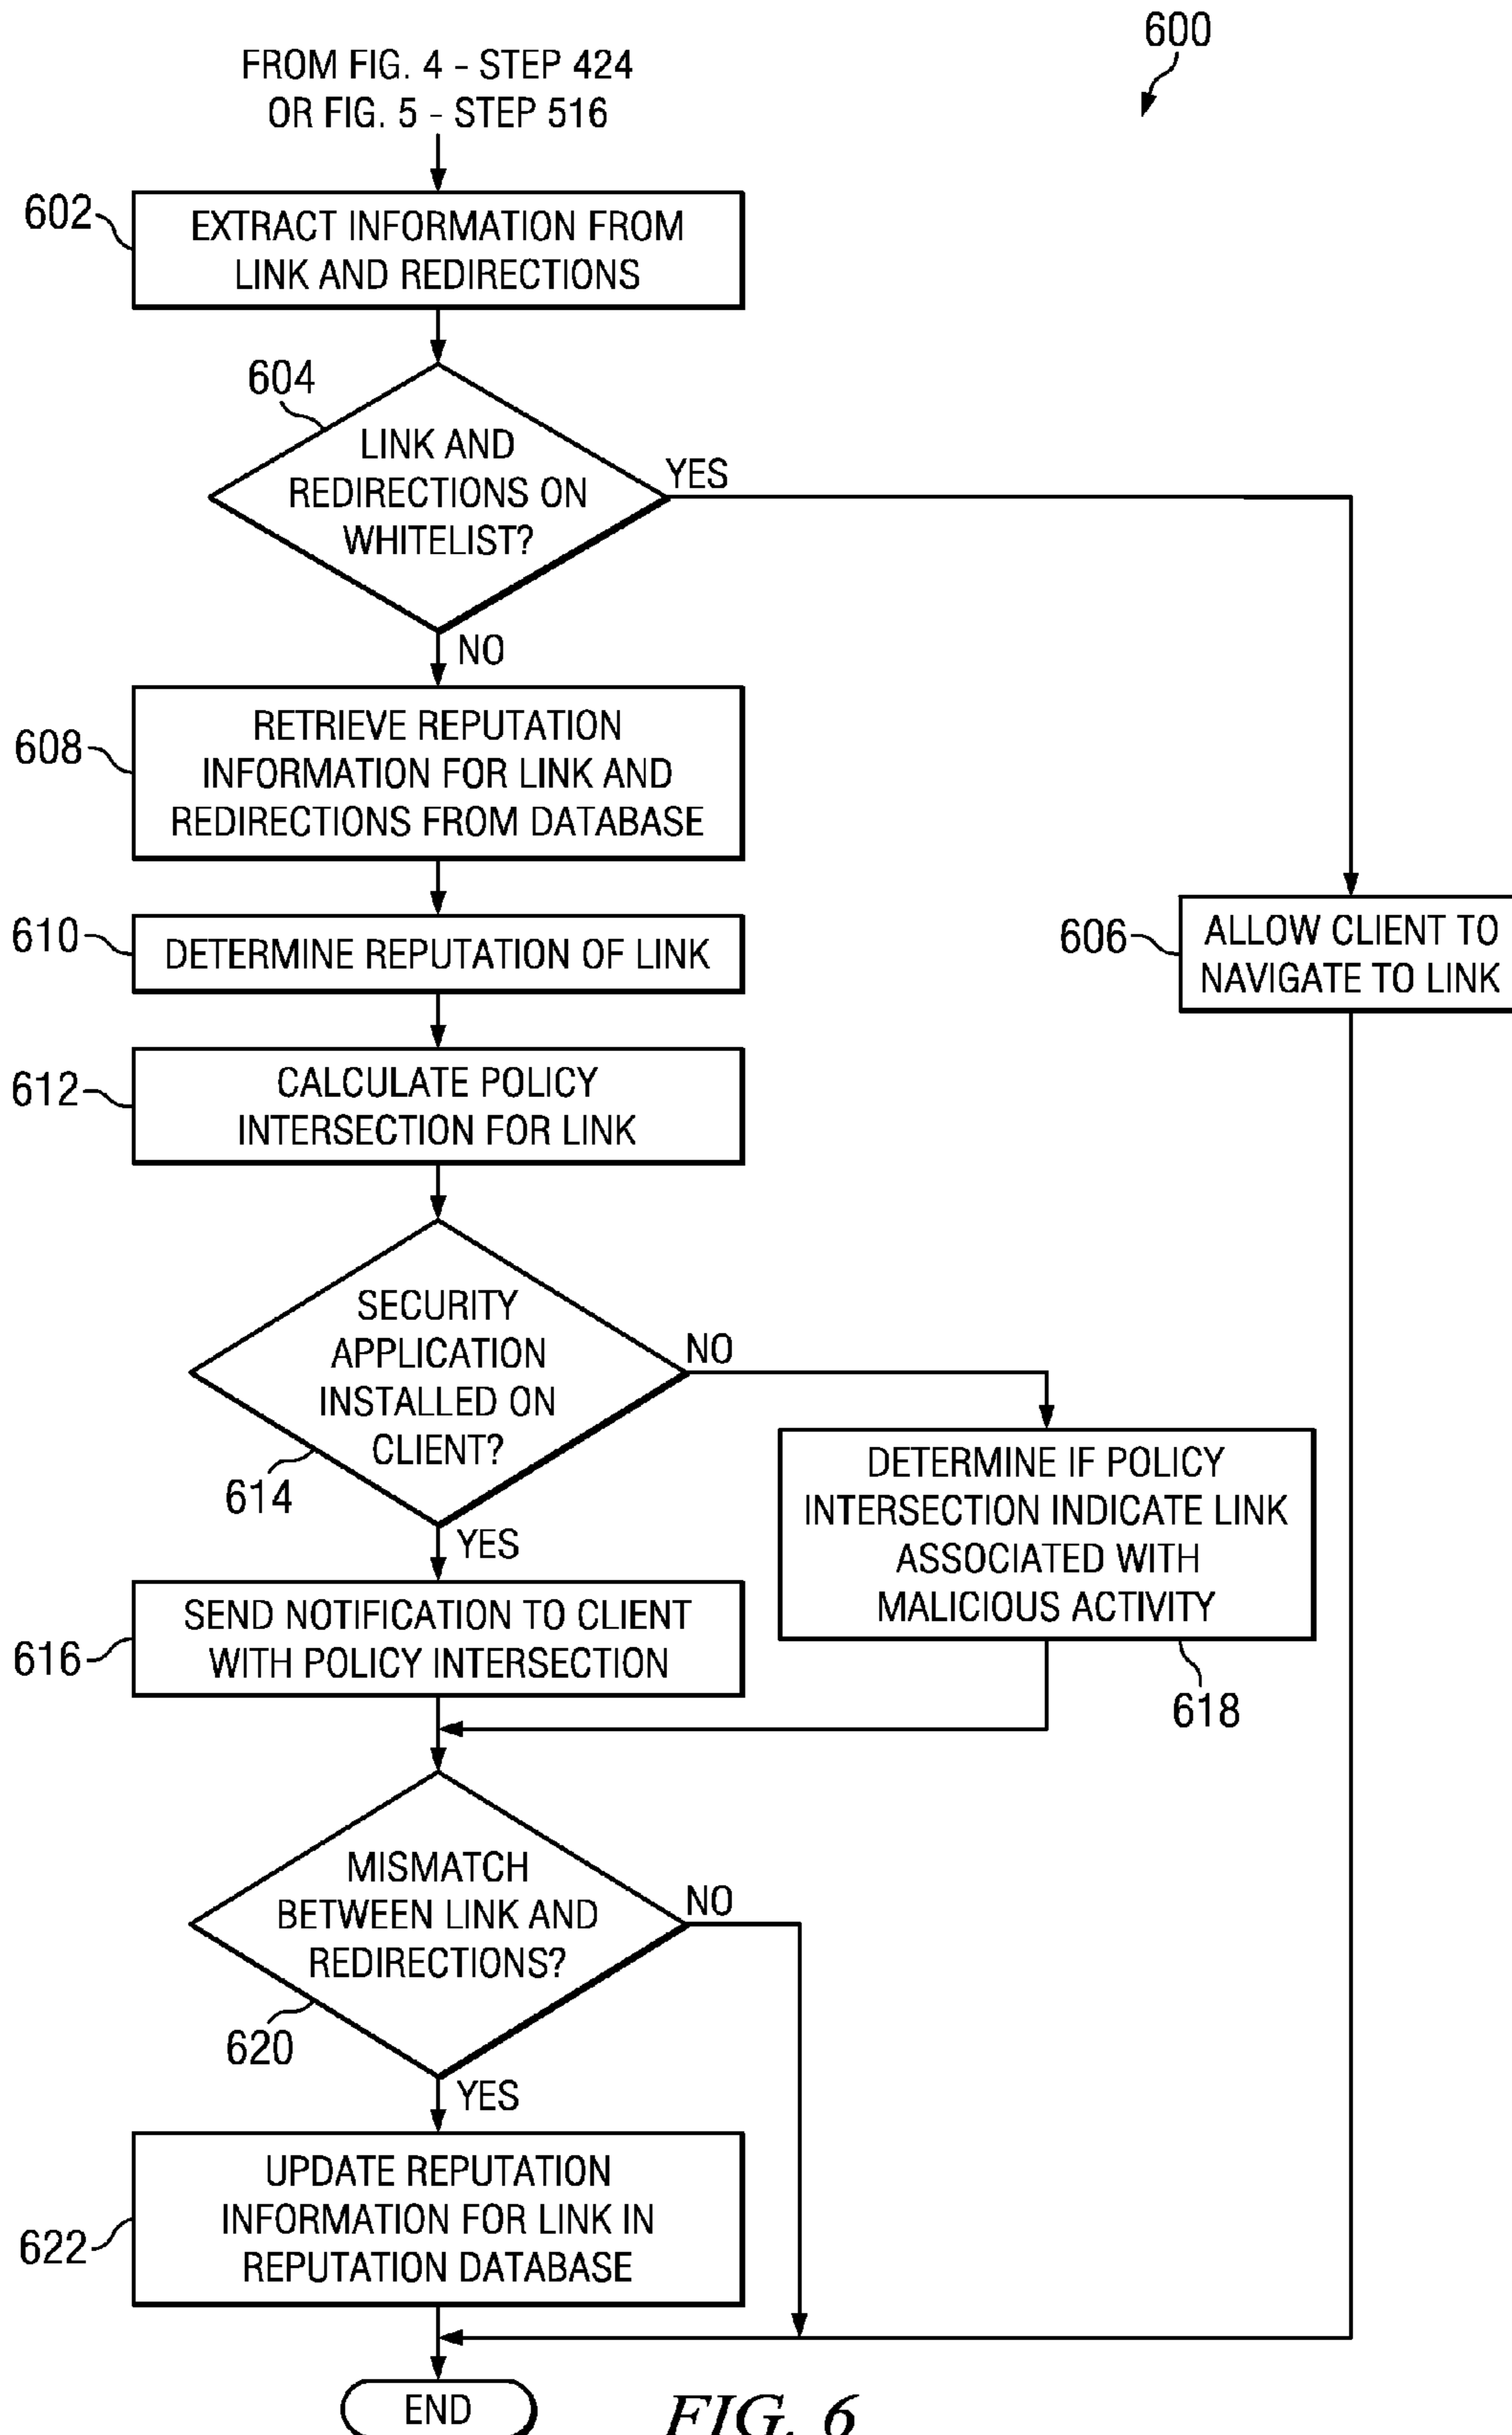 600
FROM FIG. 4 - STEP 424
OR FIG. 5 - STEP 516
602
EXTRACT INFORMATION FROM
LINK AND REDIRECTIONS
604
LINK AND
REDIRECTIONS ON
WHITELIST?
YES
NO
608
RETRIEVE REPUTATION
INFORMATION FOR LINK AND
REDIRECTIONS FROM DATABASE
606
ALLOW CLIENT TO
NAVIGATE TO LINK
610
DETERMINE REPUTATION OF LINK
612
CALCULATE POLICY
INTERSECTION FOR LINK
SECURITY
APPLICATION
INSTALLED ON
CLIENT?
NO
614
YES
DETERMINE IF POLICY
INTERSECTION INDICATE LINK
ASSOCIATED WITH
MALICIOUS ACTIVITY
618
616
SEND NOTIFICATION TO CLIENT
WITH POLICY INTERSECTION
MISMATCH
BETWEEN LINK AND
REDIRECTIONS?
NO
620
YES
622
UPDATE REPUTATION
INFORMATION FOR LINK IN
REPUTATION DATABASE
END
FIG. 6